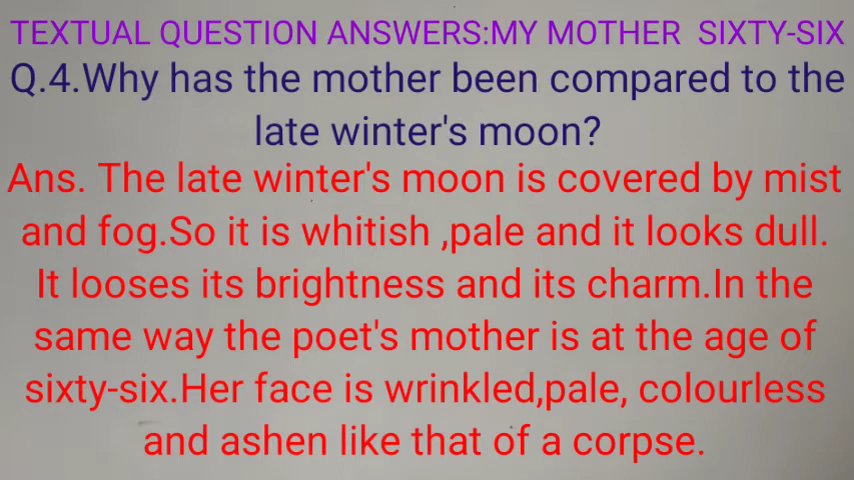 TEXTUAL QUESTION ANSWERS:MY MOTHER SIXTY-SIX
Q.4.Why has the mother been compared to the
late winter's moon?
Ans. The late winter's moon is covered by mist
and fog.So it is whitish ,pale and it looks dull.
It looses its brightness and its charm.In the
same way the poet's mother is at the age of
sixty-six.Her face is wrinkled,pale, colourless
and ashen like that of a corpse.